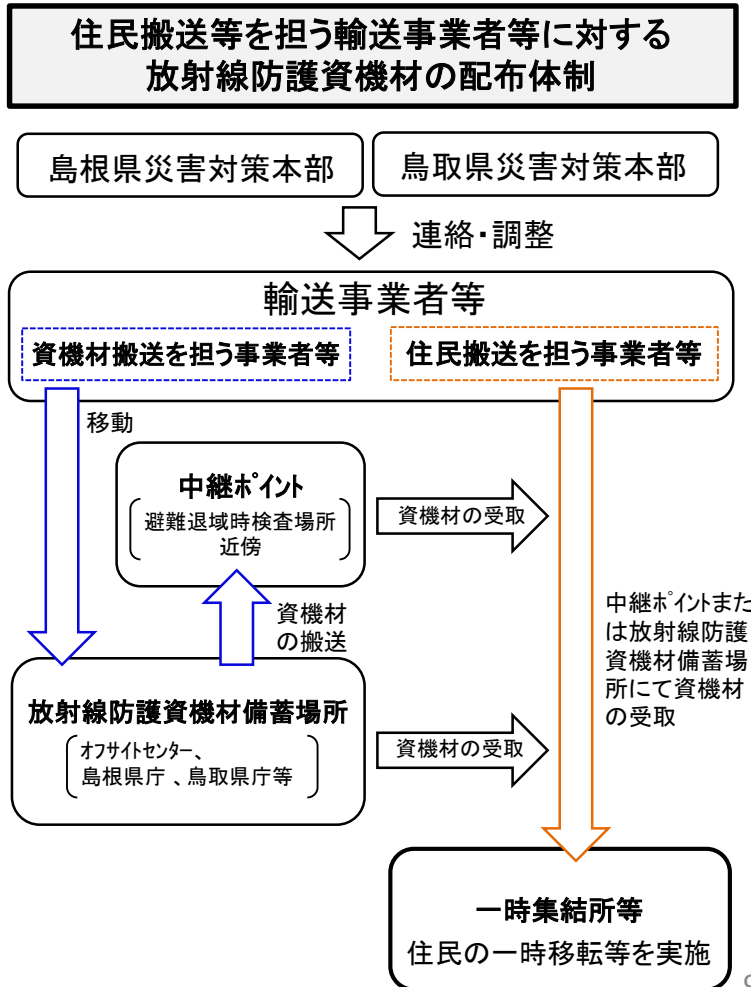 住民搬送等を担う輸送事業者等に対する
放射線防護資機材の配布体制
島根県災害対策本部
鳥取県災害対策本部
連絡・調整
輸送事業者等
資機材搬送を担う事業者等
住民搬送を担う事業者等
移動
中継ポイント
避難退域時検査場所
近傍
資機材の受取
資機材
の搬送
中継ポイントまた
は放射線防護
資機材備蓄場
所にて資機材
の受取
放射線防護資機材備蓄場所
オフサイトセンター、
島根県庁、鳥取県庁等
資機材の受取
一時集結所等
住民の一時移転等を実施